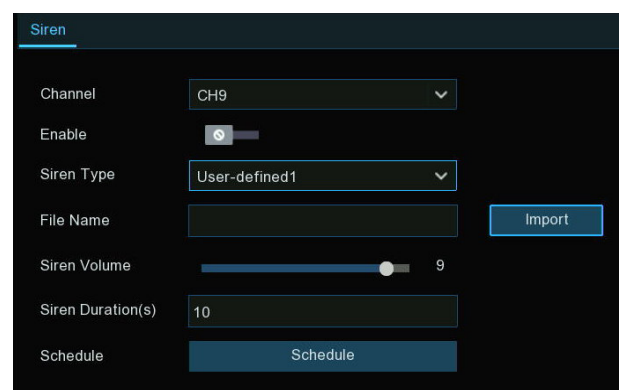 Siren
Channel CH9
Enable
Siren Type User-defined1
File Name Import
Siren Volume 9
Siren Duration(s) 10
Schedule Schedule